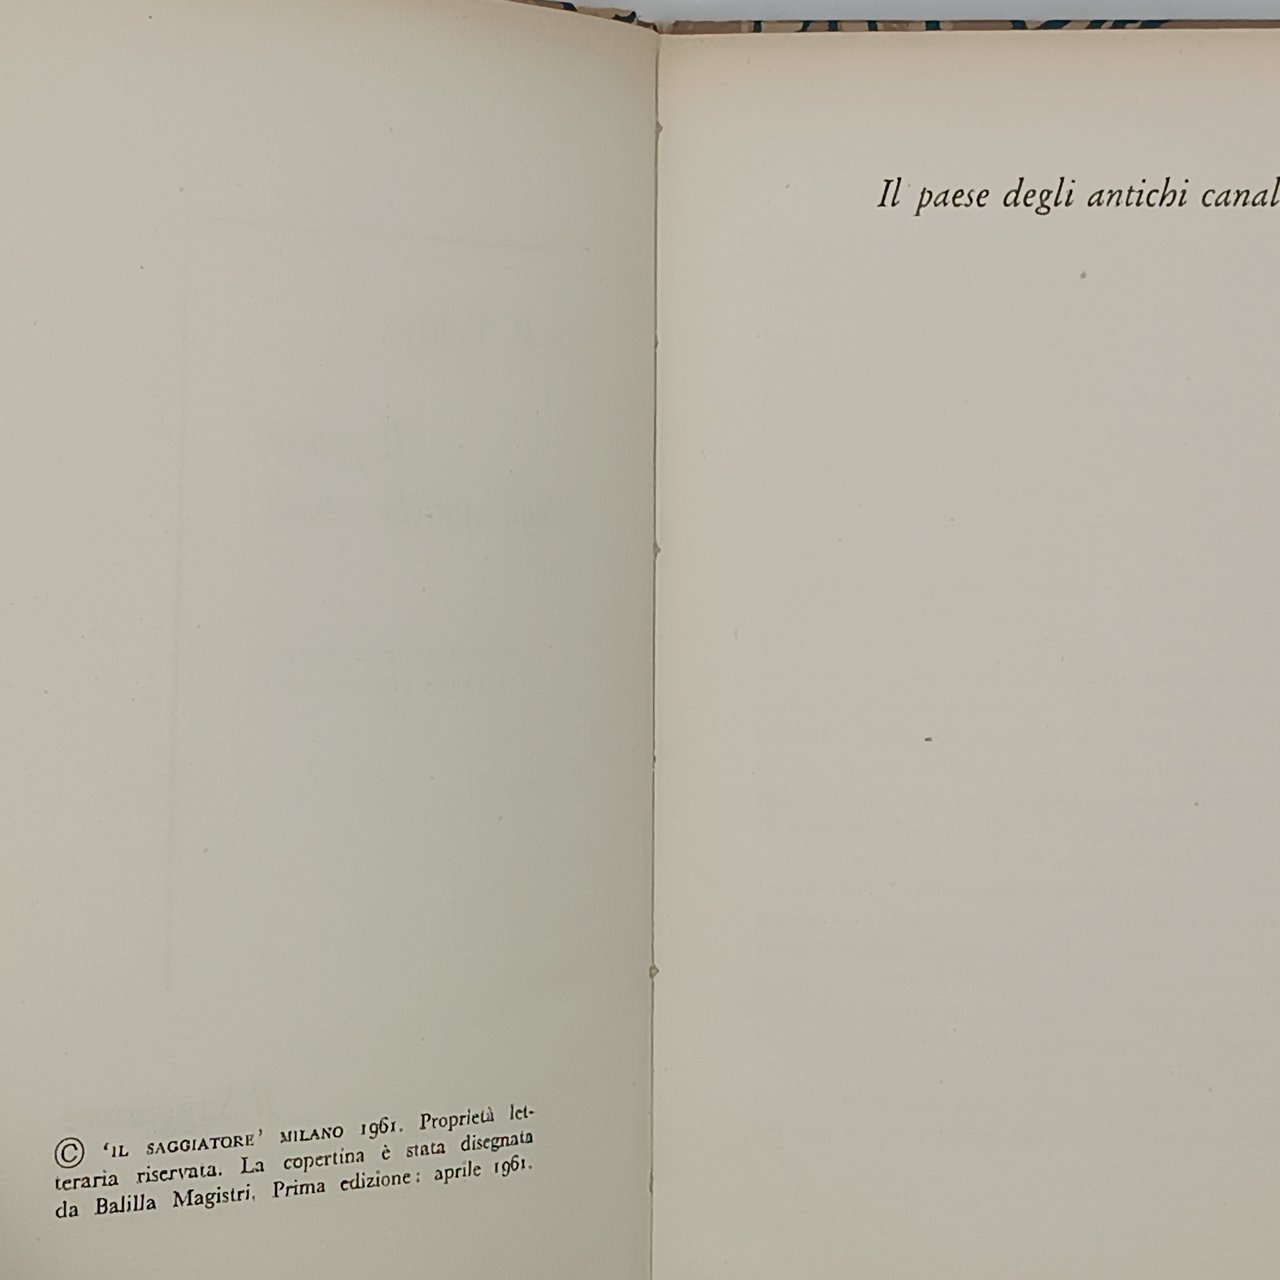 © ‘IL SAGGIATORE’ MILANO 1961. Proprietà let-
teraria riservata. La copertina è stata disegnata
da Balilla Magistri. Prima edizione: aprile 1961.
Il paese degli antichi canal